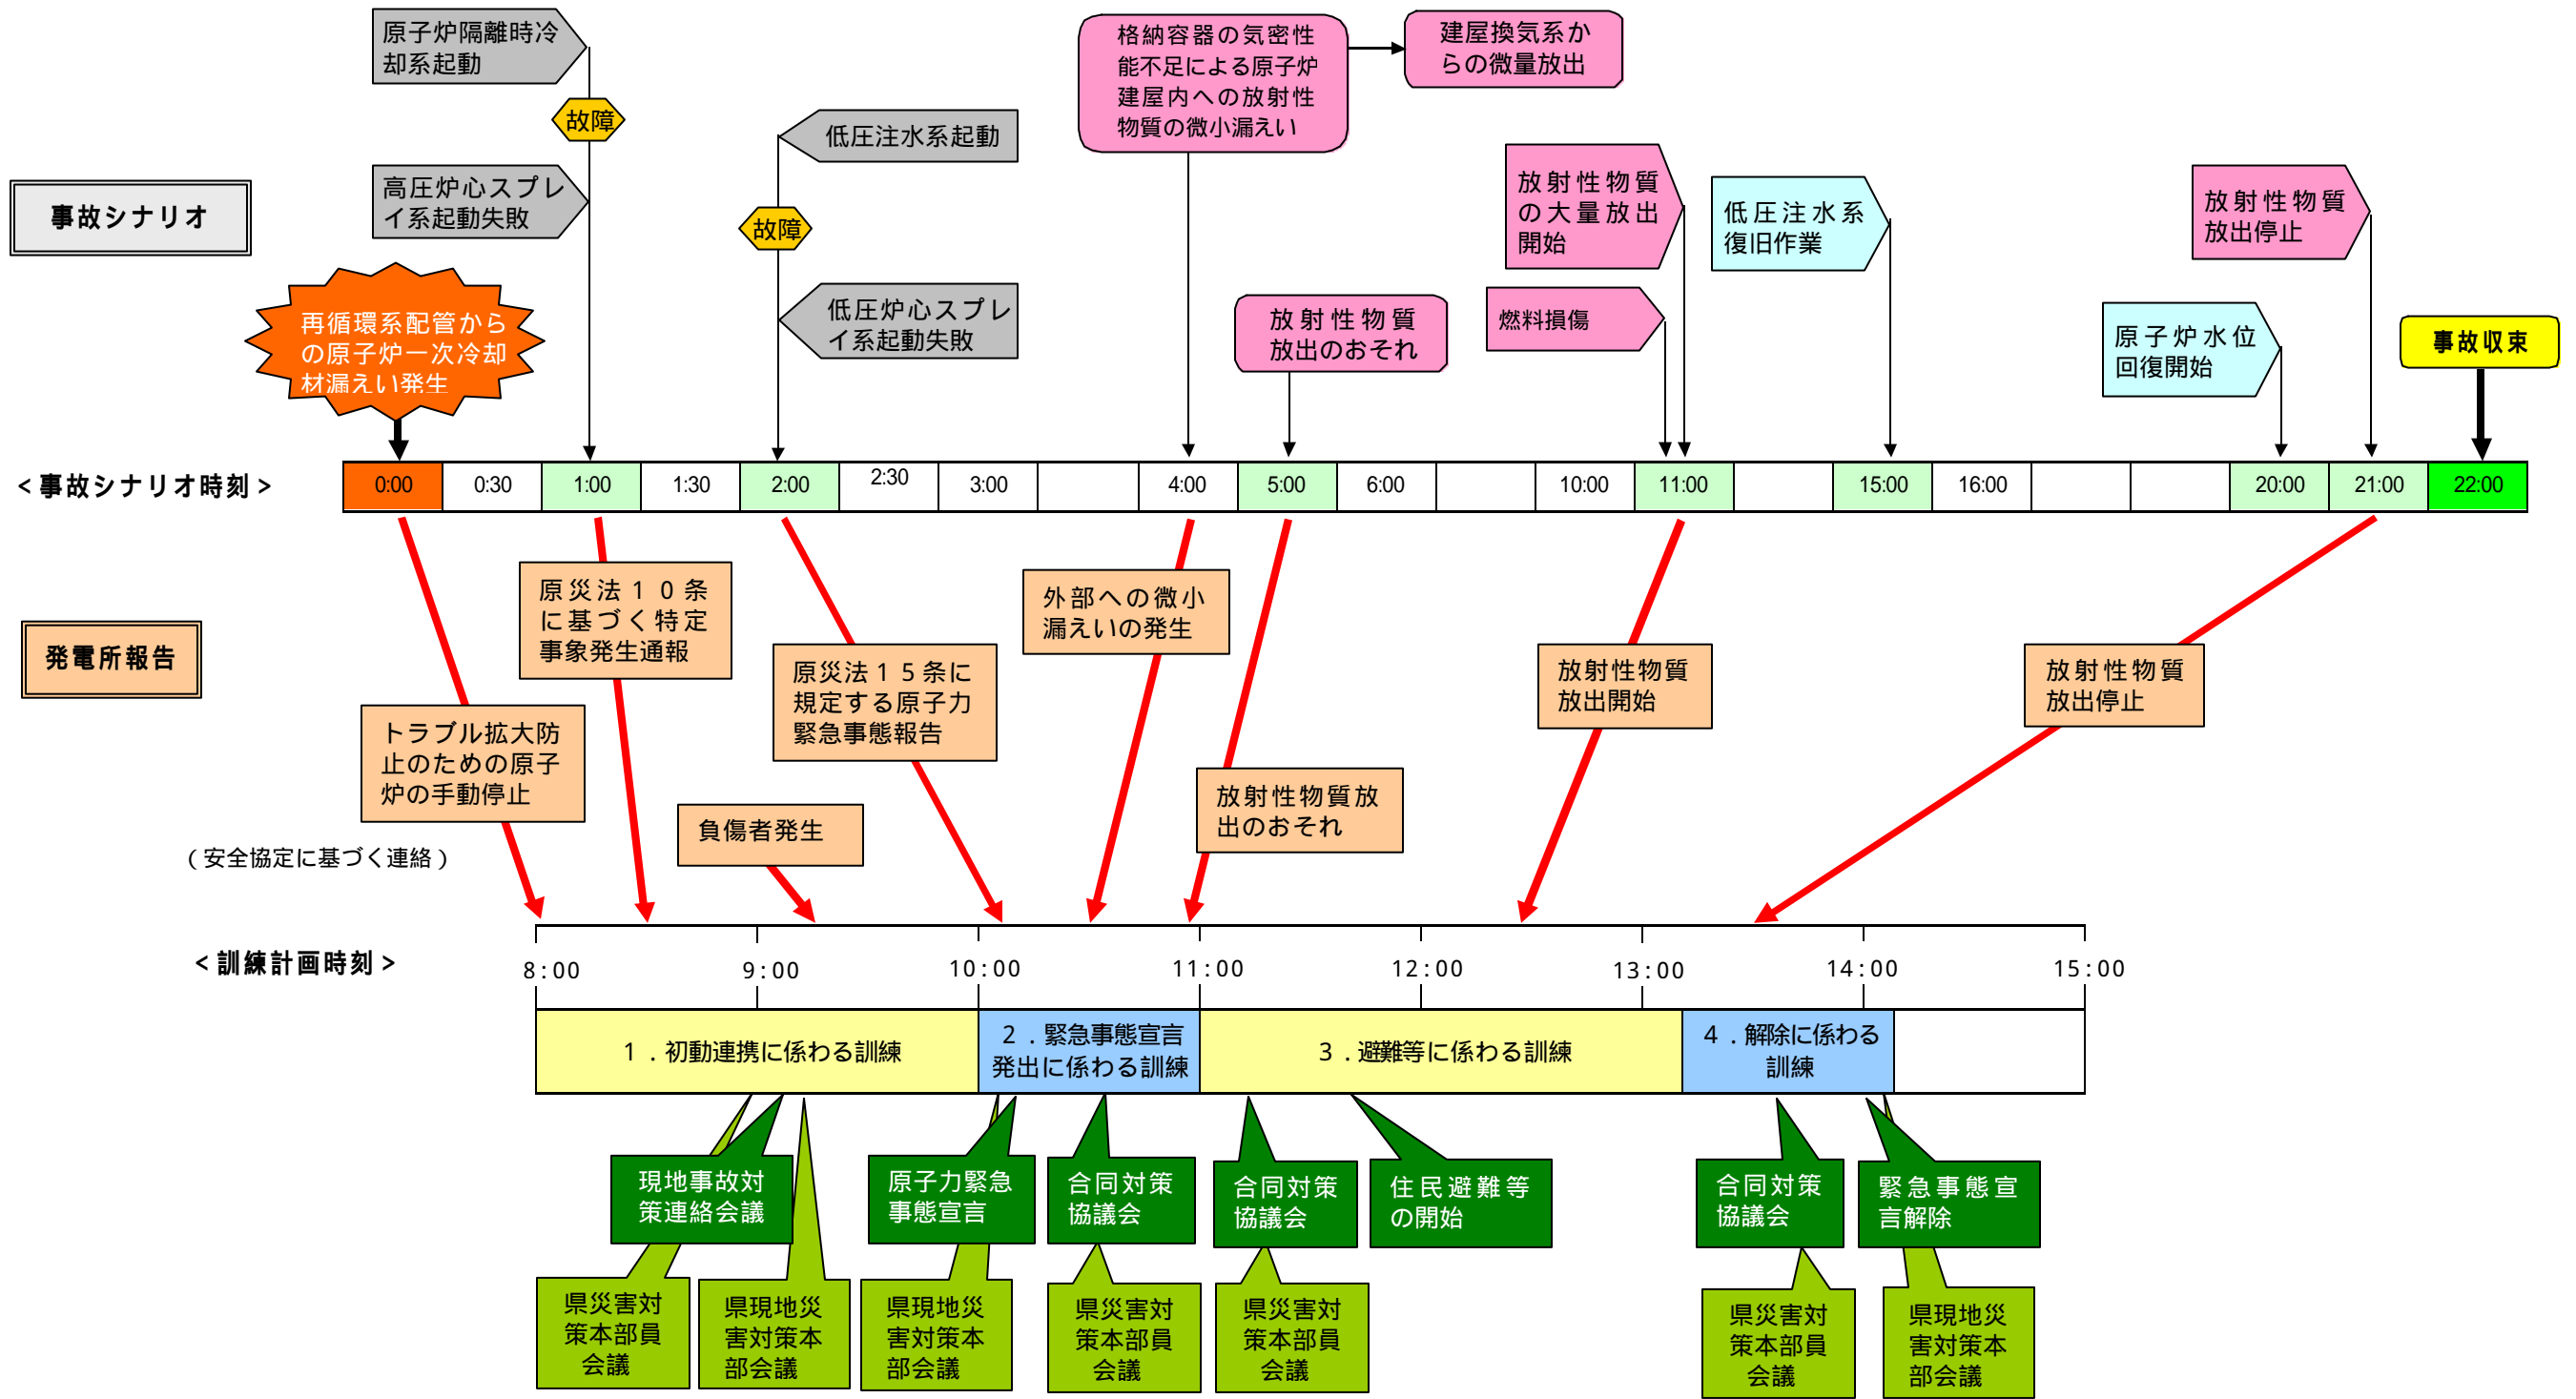 原子炉隔離時冷
却系起動
故障
高圧炉心スプレ
イ系起動失敗
低圧注水系起動
故障
低圧炉心スプレ
イ系起動失敗
格納容器の気密性
能不足による原子炉
建屋内への放射性
物質の微小漏えい
建屋換気系か
らの微量放出
放射性物質
放出のおそれ
放射性物質
の大量放出
開始
燃料損傷
低圧注水系
復旧作業
放射性物質
放出停止
原子炉水位
回復開始
事故収束
事故シナリオ
再循環系配管から
の原子炉一次冷却
材漏えい発生
＜事故シナリオ時刻＞
0:00 0:30 1:00 1:30 2:00 2:30 3:00 4:00 5:00 6:00 10:00 11:00 15:00 16:00 20:00 21:00 22:00
発電所報告
トラブル拡大防
止のための原子
炉の手動停止
（安全協定に基づく連絡）
原災法１０条
に基づく特定
事象発生通報
負傷者発生
原災法１５条に
規定する原子力
緊急事態報告
外部への微小
漏えいの発生
放射性物質放
出のおそれ
放射性物質
放出開始
放射性物質
放出停止
＜訓練計画時刻＞
8:00 9:00 10:00 11:00 12:00 13:00 14:00 15:00
１．初動連携に係わる訓練
２．緊急事態宣言
発出に係わる訓練
３．避難等に係わる訓練
４．解除に係わる
訓練
現地事故対
策連絡会議
原子力緊急
事態宣言
合同対策
協議会
合同対策
協議会
住民避難等
の開始
合同対策
協議会
緊急事態宣
言解除
県災害対
策本部員
会議
県現地災
害対策本
部会議
県現地災
害対策本
部会議
県災害対
策本部員
会議
県災害対
策本部員
会議
県災害対
策本部員
会議
県現地災
害対策本
部会議